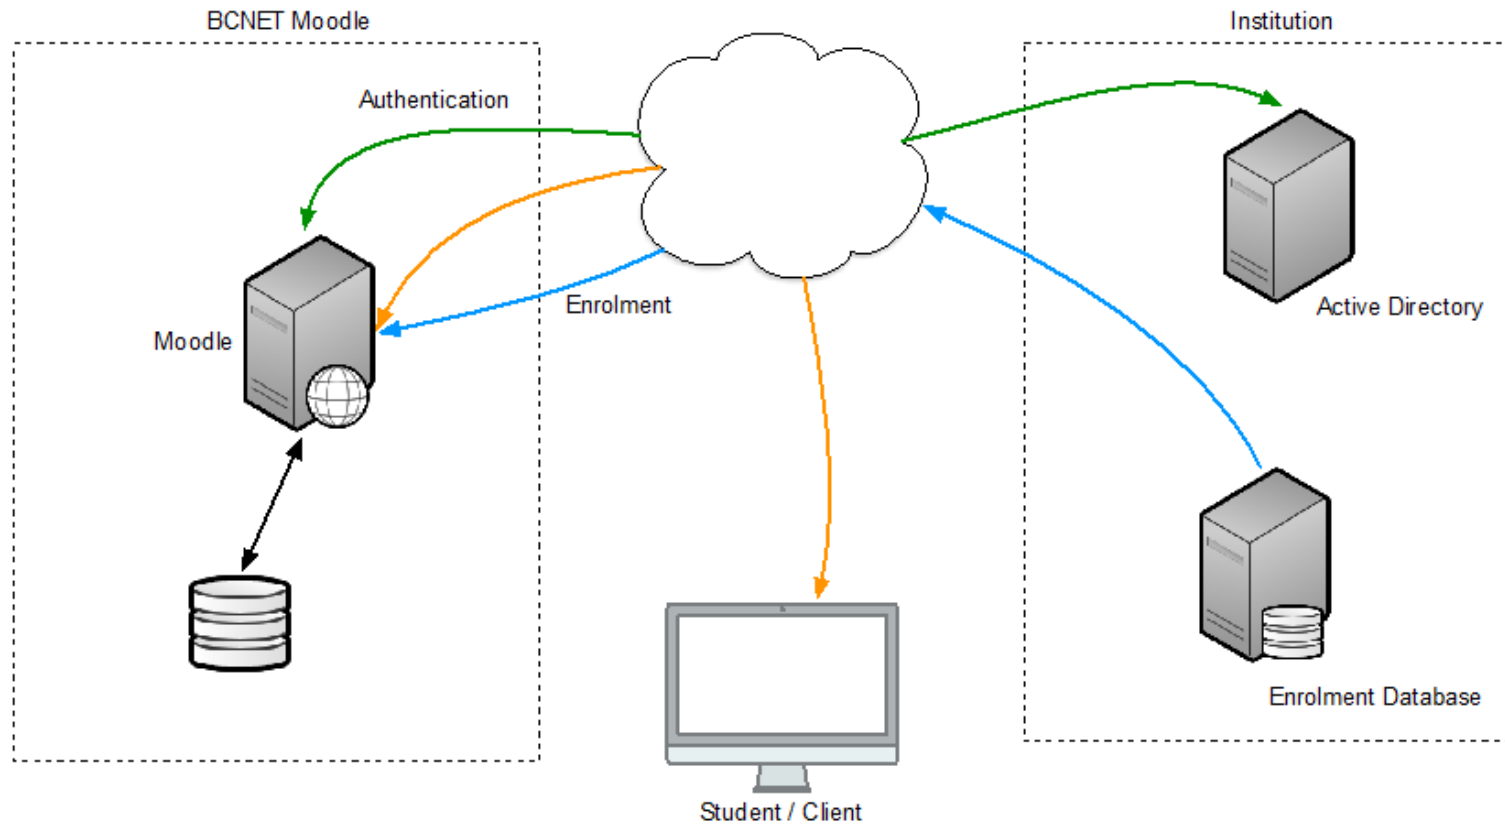 BCNET Moodle
Institution
Authentication
Enrolment
Active Directory
Moodle
Enrolment Database
Student / Client